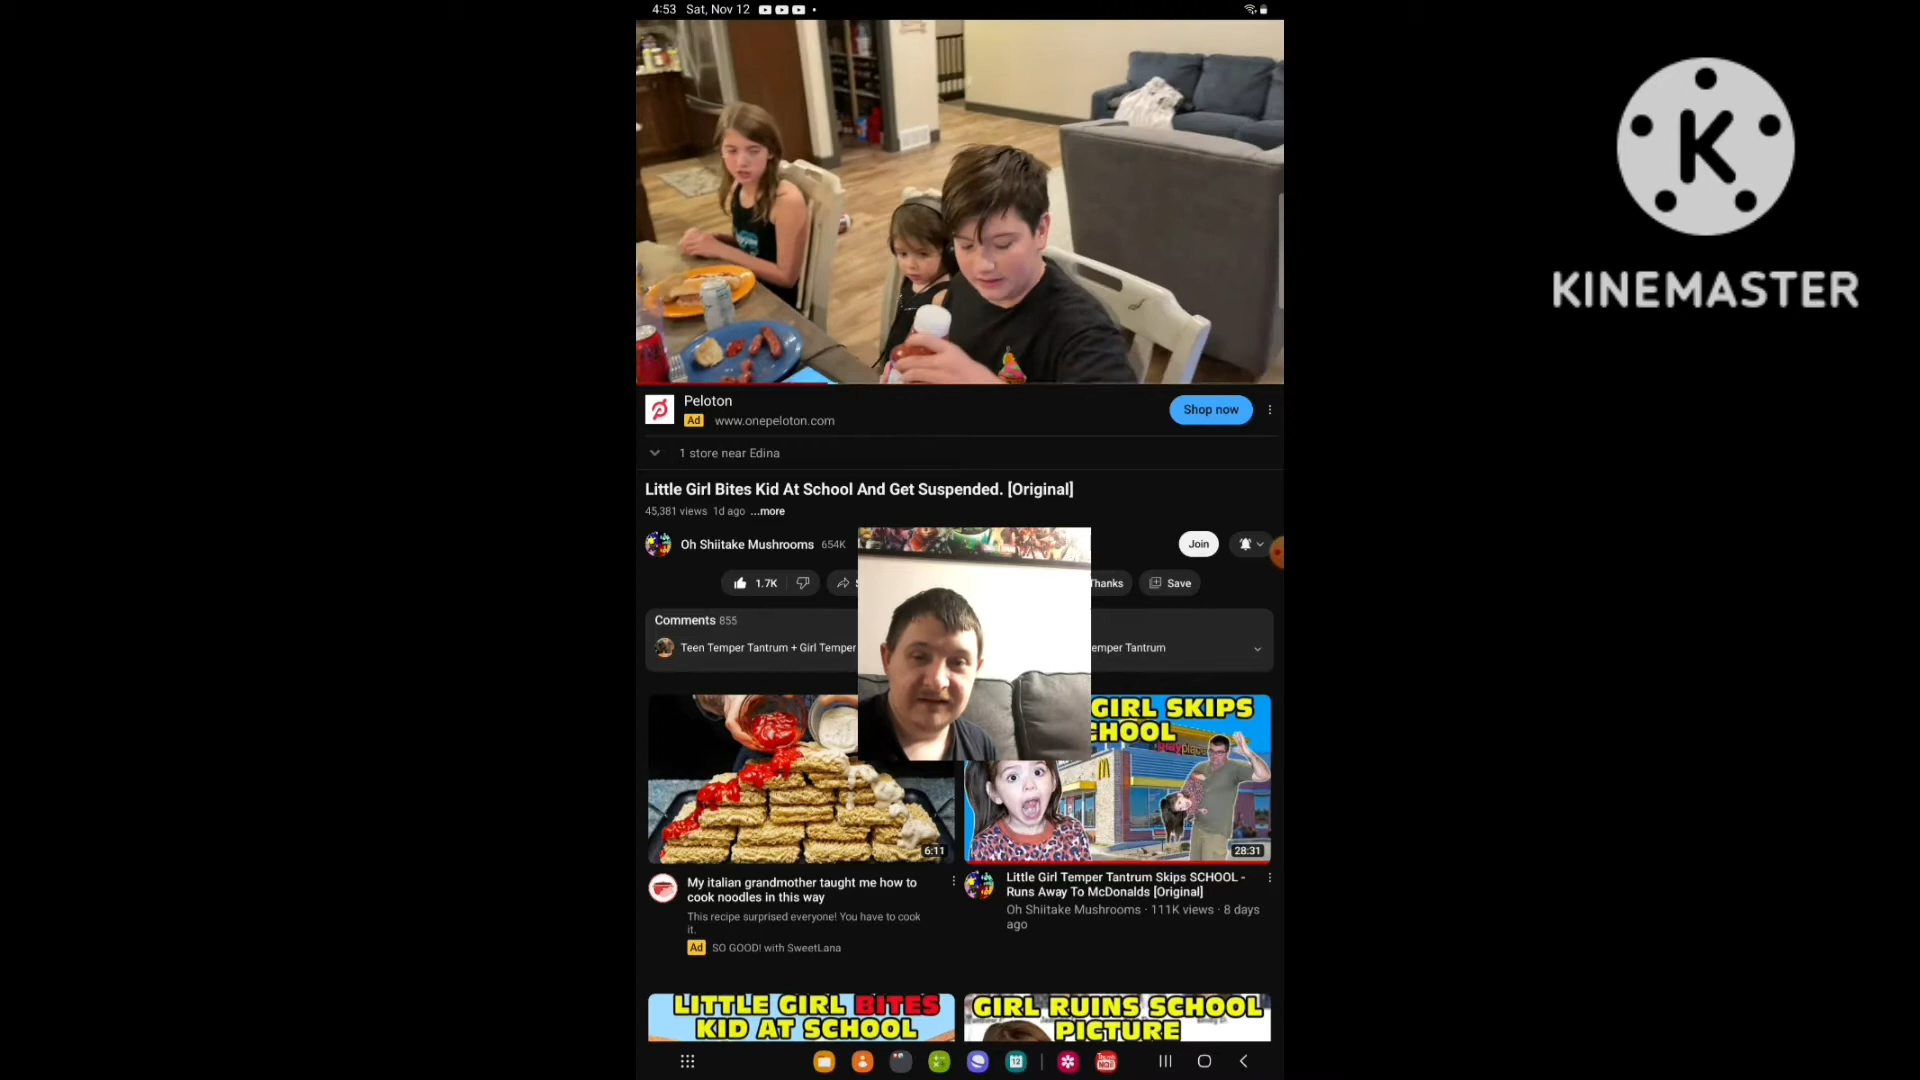 4:53 Sat, Nov 12
K
KINEMASTER
Peloton
Ad www.onepeloton.com
Shop now
1 store near Edina
Little Girl Bites Kid At School And Get Suspended. [Original]
45,381 views 1d ago ...more
Oh Shiitake Mushrooms 654K
Join
1.7K
Thanks
Save
Comments 855
Teen Temper Tantrum + Girl Temper
emper Tantrum
GIRL SKIPS
playplace
6:11
28:31
My italian grandmother taught me how to
cook noodles in this way
This recipe surprised everyone! You have to cook
it.
Ad SO GOOD! with SweetLana
Little Girl Temper Tantrum Skips SCHOOL -
Runs Away To McDonalds [Original]
Oh Shiitake Mushrooms · 111K views · 8 days
ago
LITTLE GIRL BITES
KID AT SCHOOL
GIRL RUINS SCHOOL
PICTURE
12